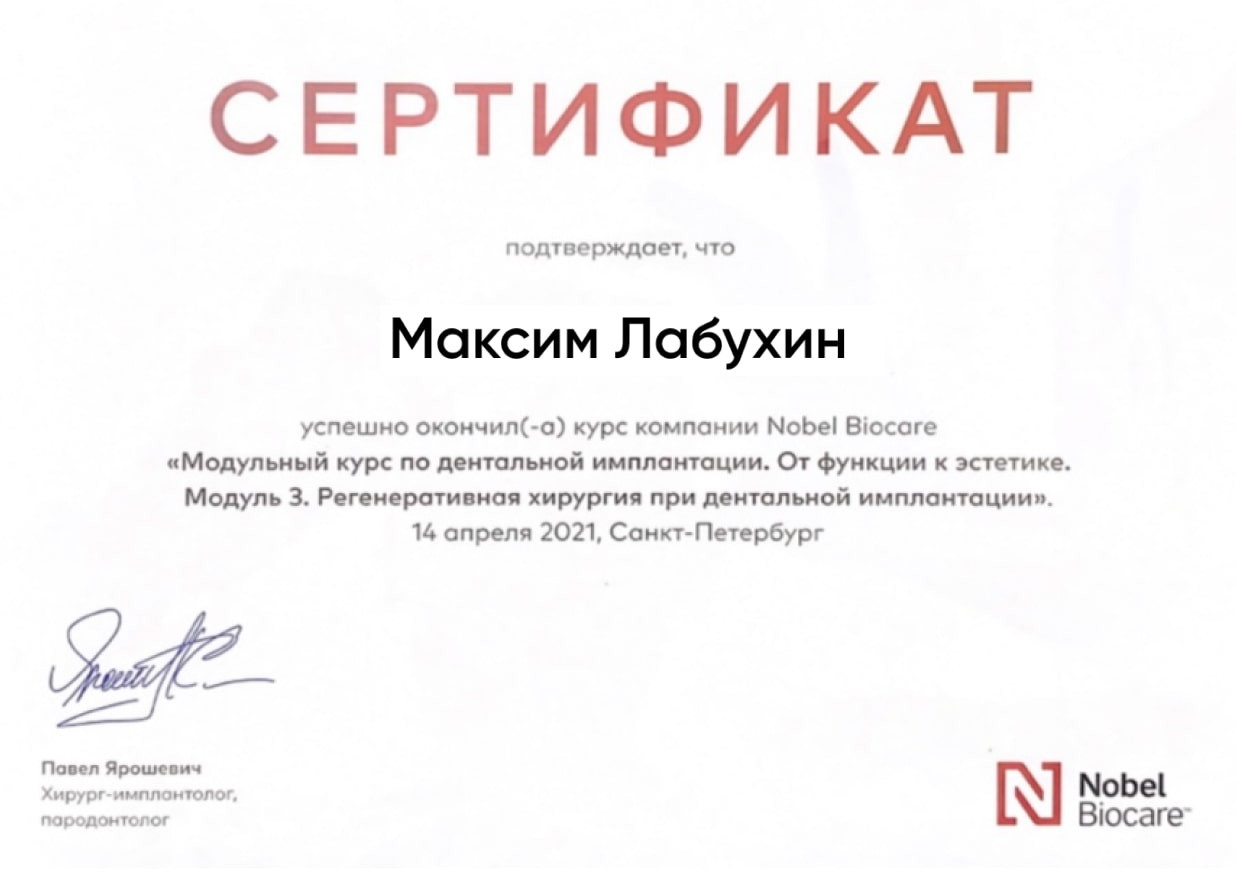 СЕРТИФИКАТ
подтверждает, что
Максим Лабухин
успешно окончил(-а) курс компании Nobel Biocare
«Модульный курс по дентальной имплантации. От функции к эстетике.
Модуль 3. Регенеративная хирургия при дентальной имплантации».
14 апреля 2021, Санкт-Петербург
Павел Ярошевич
Хирург-имплантолог,
пародонтолог
Nobel
Biocare™